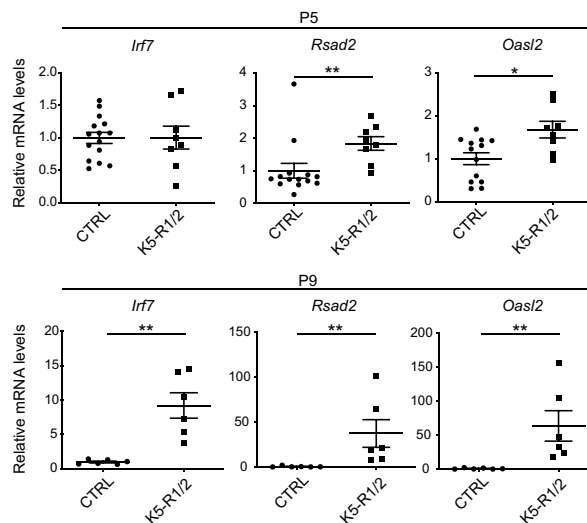 P5
Irf7
Rsad2
Oasl2
Relative mRNA levels
2.0
1.5
1.0
0.5
0.0
CTRL
K5-R1/2
4
3
2
1
0
**
CTRL
K5-R1/2
3
2
1
0
*
CTRL
K5-R1/2
P9
Irf7
Rsad2
Oasl2
Relative mRNA levels
20
15
10
5
0
**
CTRL
K5-R1/2
150
100
50
0
**
CTRL
K5-R1/2
200
150
100
50
0
**
CTRL
K5-R1/2